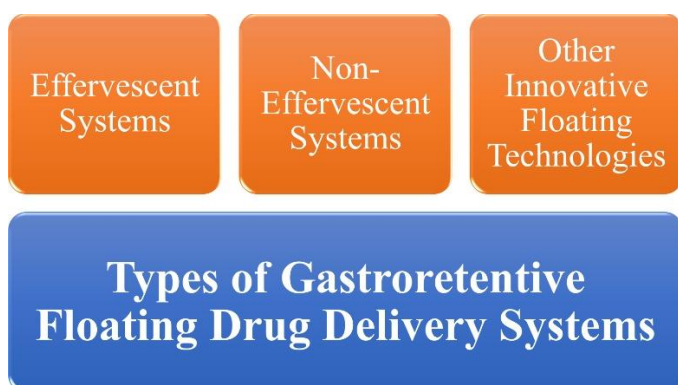 Effervescent
Systems
Non-
Effervescent
Systems
Other
Innovative
Floating
Technologies
Types of Gastroretentive
Floating Drug Delivery Systems